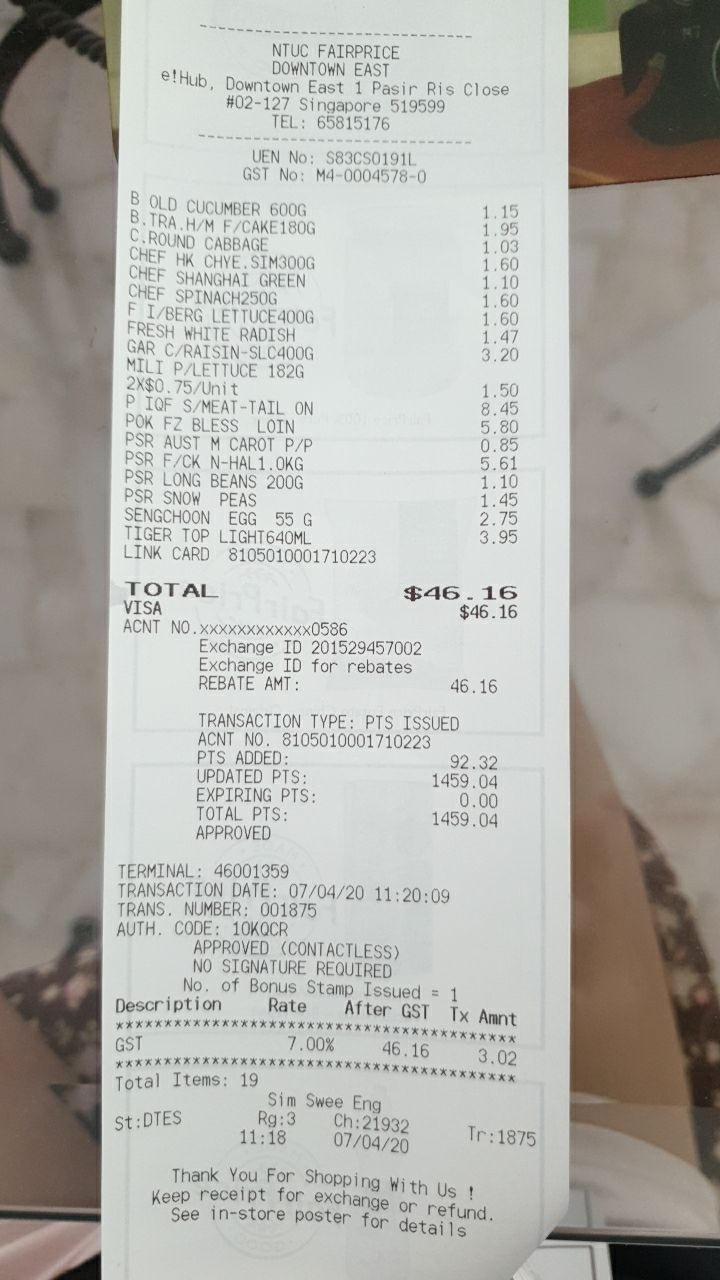 --------------------------------
NTUC FAIRPRICE
DOWNTOWN EAST
e!Hub, Downtown East 1 Pasir Ris Close
#02-127 Singapore 519599
TEL: 65815176
--------------------------------
UEN No: S83CS0191L
GST No: M4-0004578-0
B OLD CUCUMBER 600G 1.15
B.TRA.H/M F/CAKE180G 1.95
C.ROUND CABBAGE 1.03
CHEF HK CHYE.SIM300G 1.60
CHEF SHANGHAI GREEN 1.10
CHEF SPINACH250G 1.60
F I/BERG LETTUCE400G 1.60
FRESH WHITE RADISH 1.47
GAR C/RAISIN-SLC400G 3.20
MILI P/LETTUCE 182G
2X$0.75/Unit 1.50
P IQF S/MEAT-TAIL ON 8.45
POK FZ BLESS LOIN 5.80
PSR AUST M CAROT P/P 0.85
PSR F/CK N-HAL1.0KG 5.61
PSR LONG BEANS 200G 1.10
PSR SNOW PEAS 1.45
SENGCHOON EGG 55 G 2.75
TIGER TOP LIGHT640ML 3.95
LINK CARD 8105010001710223
TOTAL $46.16
VISA $46.16
ACNT NO.xxxxxxxxxxxx0586
Exchange ID 201529457002
Exchange ID for rebates
REBATE AMT: 46.16
TRANSACTION TYPE: PTS ISSUED
ACNT NO. 8105010001710223
PTS ADDED: 92.32
UPDATED PTS: 1459.04
EXPIRING PTS: 0.00
TOTAL PTS: 1459.04
APPROVED
TERMINAL: 46001359
TRANSACTION DATE: 07/04/20 11:20:09
TRANS. NUMBER: 001875
AUTH. CODE: 10KQCR
APPROVED (CONTACTLESS)
NO SIGNATURE REQUIRED
No. of Bonus Stamp Issued = 1
Description Rate After GST Tx Amnt
******************************************
GST 7.00% 46.16 3.02
******************************************
Total Items: 19
Sim Swee Eng
St:DTES Rg:3 Ch:21932 Tr:1875
11:18 07/04/20
Thank You For Shopping With Us !
Keep receipt for exchange or refund.
See in-store poster for details